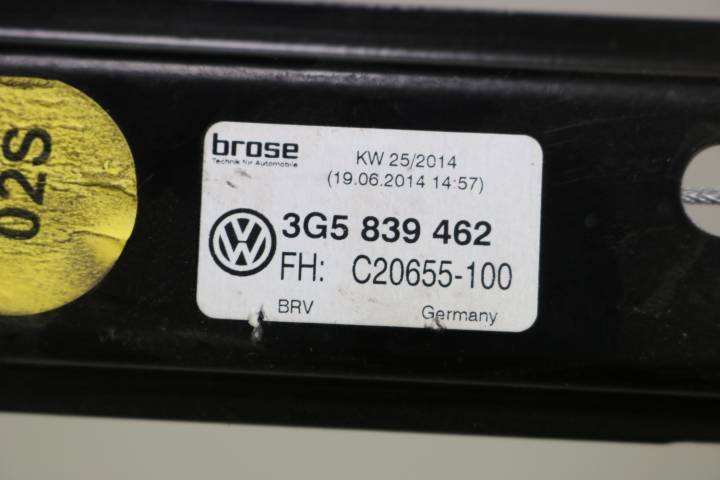 brose
Technik für Automobile
KW 25/2014
(19.06.2014 14:57)
3G5 839 462
FH: C20655-100
BRV Germany
02S